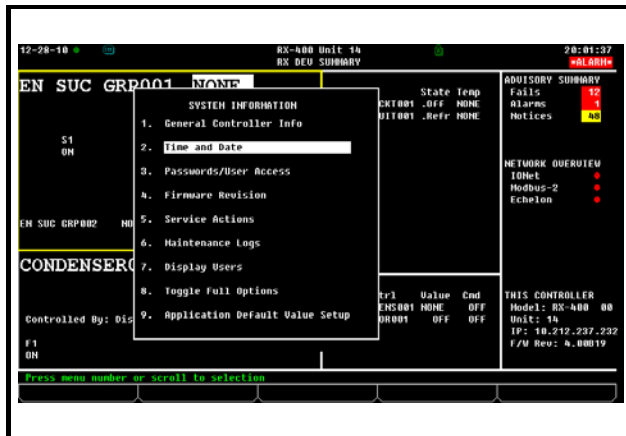 12-28-10 RX-400 Unit 14 20:01:37
RX DEV SUMMARY *ALARM*
EN SUC GRP001 NONE
S1
ON
EN SUC GRP002 NO
CONDENSER
Controlled By: Dis
F1
ON
SYSTEM INFORMATION
1. General Controller Info
2. Time and Date
3. Passwords/User Access
4. Firmware Revision
5. Service Actions
6. Maintenance Logs
7. Display Users
8. Toggle Full Options
9. Application Default Value Setup
State Temp
CKT001 .Off NONE
UIT001 .Refr NONE
trl Value Cmd
ENS001 NONE OFF
OR001 OFF OFF
ADVISORY SUMMARY
Fails 12
Alarms 1
Notices 48
NETWORK OVERVIEW
IONet
Modbus-2
Echelon
THIS CONTROLLER
Model: RX-400 00
Unit: 14
IP: 10.212.237.232
F/W Rev: 4.00B19
Press menu number or scroll to selection